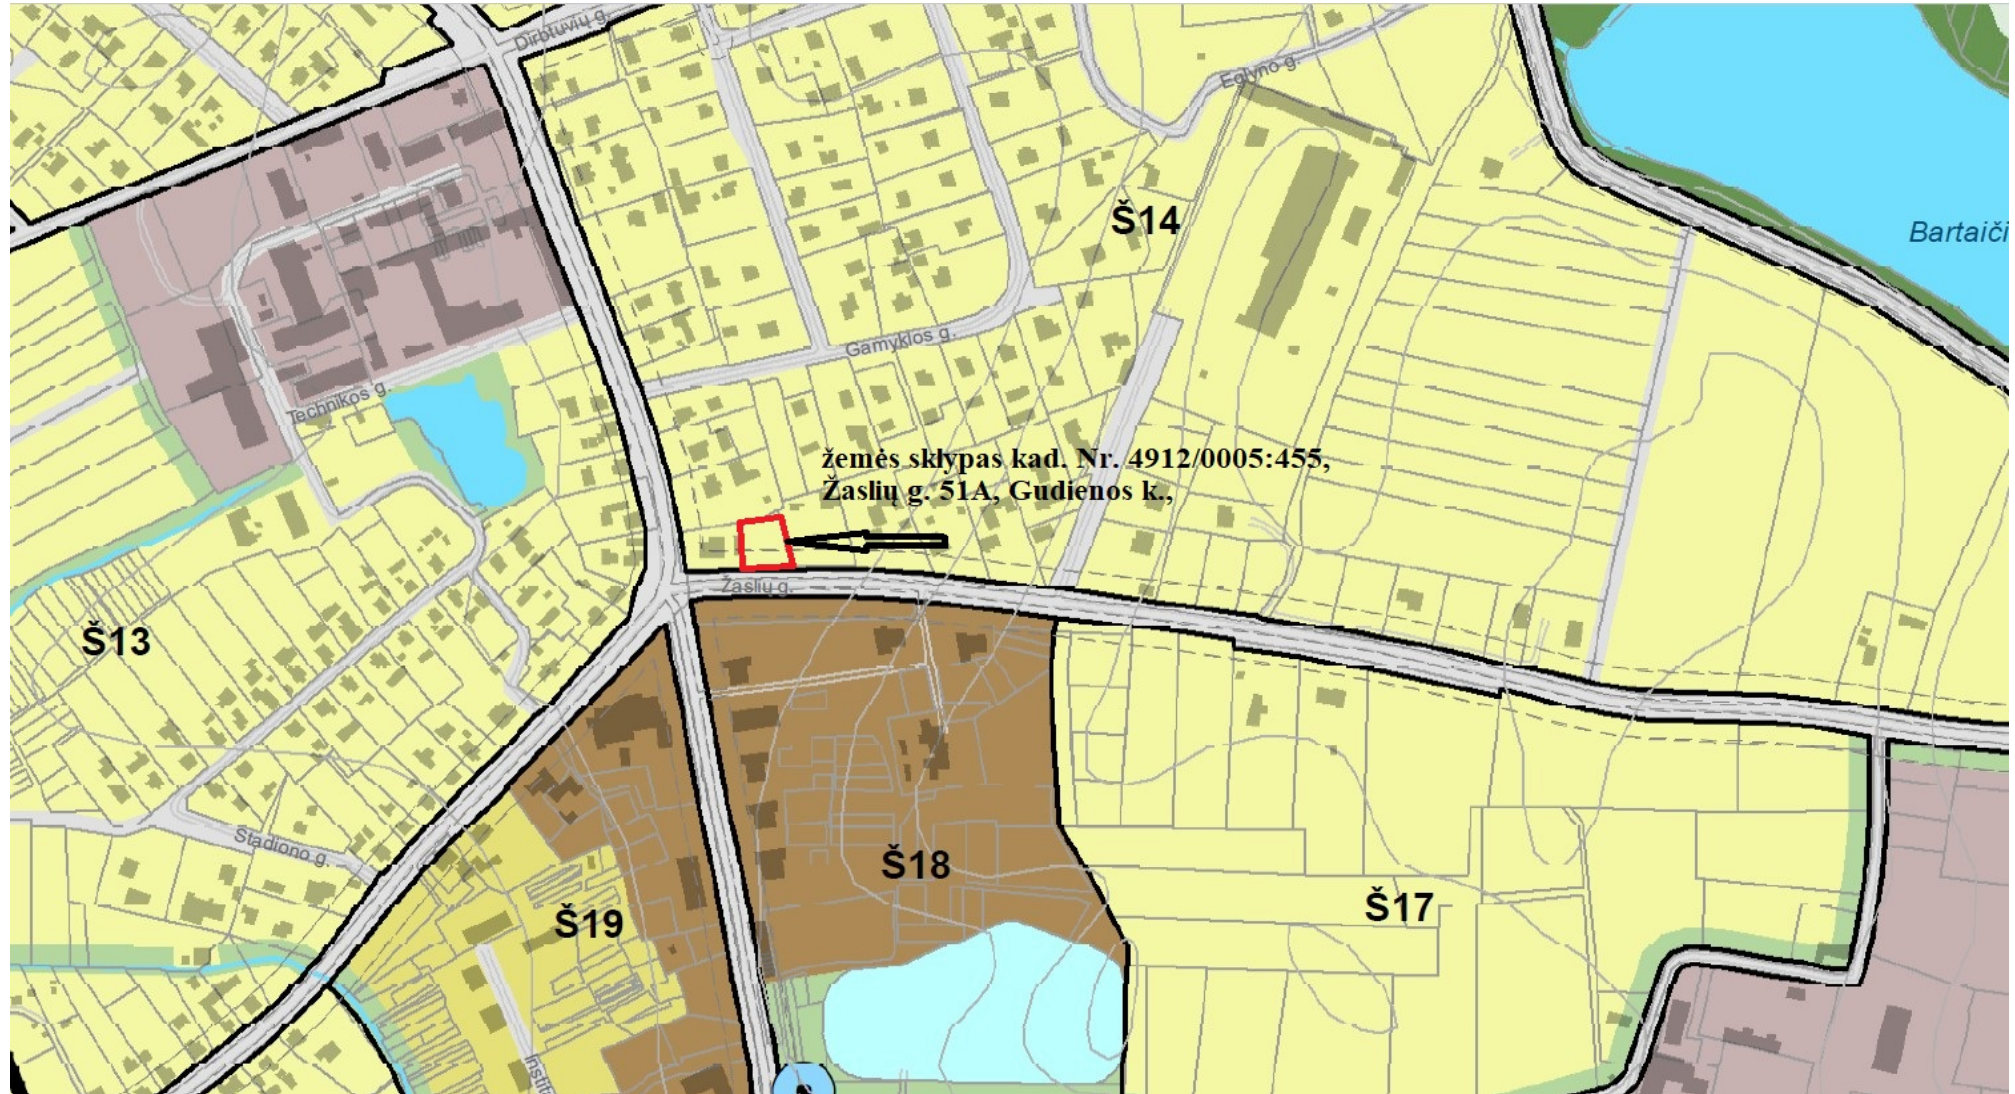 Dirbtuvių g.
Eglyno g.
Š14
Bartaiči
Gamyklos g.
Technikos g.
žemės sklypas kad. Nr. 4912/0005:455,
Žaslių g. 51A, Gudienos k.,
Žaslių g.
Š13
Stadiono g.
Š18
Š17
Š19
Institu